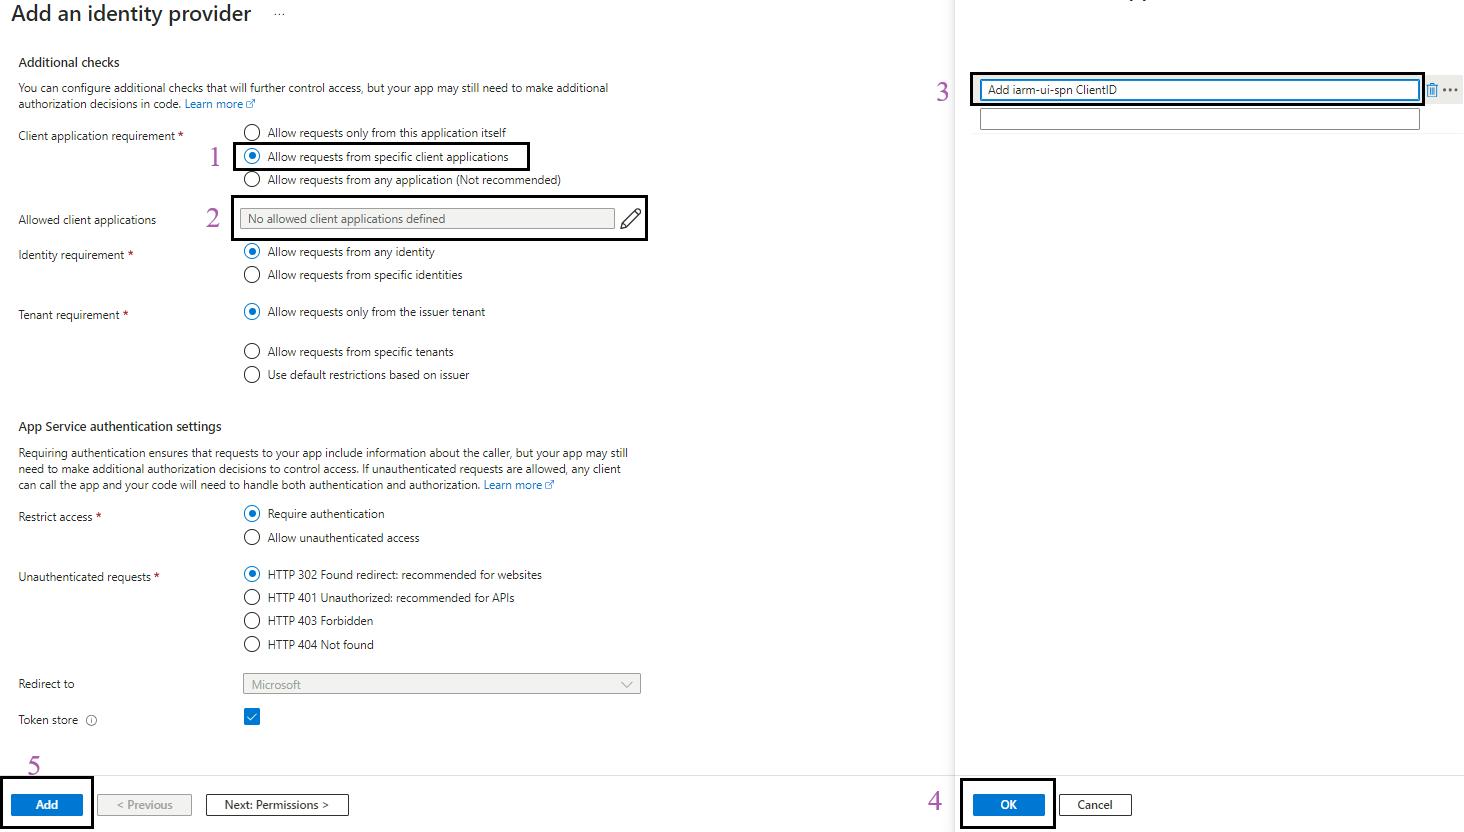 Add an identity provider ...
Additional checks
You can configure additional checks that will further control access, but your app may still need to make additional
authorization decisions in code. Learn more
Client application requirement *
Allow requests only from this application itself
1
Allow requests from specific client applications
Allow requests from any application (Not recommended)
Allowed client applications
2
No allowed client applications defined
Identity requirement *
Allow requests from any identity
Allow requests from specific identities
Tenant requirement *
Allow requests only from the issuer tenant
Allow requests from specific tenants
Use default restrictions based on issuer
App Service authentication settings
Requiring authentication ensures that requests to your app include information about the caller, but your app may still
need to make additional authorization decisions to control access. If unauthenticated requests are allowed, any client
can call the app and your code will need to handle both authentication and authorization. Learn more
Restrict access *
Require authentication
Allow unauthenticated access
Unauthenticated requests *
HTTP 302 Found redirect: recommended for websites
HTTP 401 Unauthorized: recommended for APIs
HTTP 403 Forbidden
HTTP 404 Not found
Redirect to
Microsoft
Token store
5
Add
< Previous
Next: Permissions >
3
Add iarm-ui-spn ClientID
4
OK
Cancel